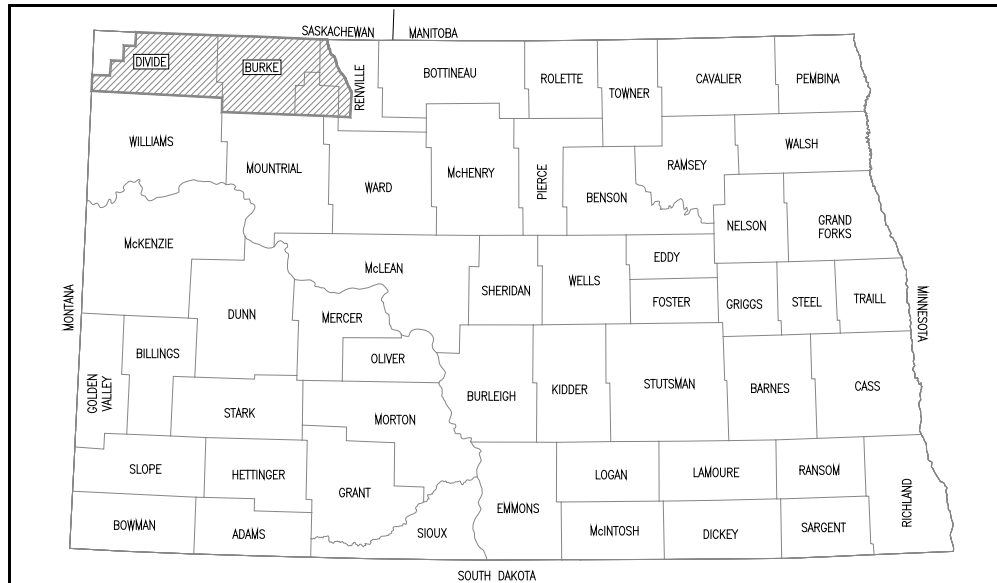 SASKATCHEWAN
MANITOBA
DIVIDE
BURKE
RENVILLE
BOTTINEAU
ROLETTE
TOWNER
CAVALIER
PEMBINA
WILLIAMS
MOUNTRIAL
WARD
McHENRY
PIERCE
BENSON
RAMSEY
WALSH
McKENZIE
NELSON
GRAND
FORKS
McLEAN
SHERIDAN
WELLS
EDDY
FOSTER
GRIGGS
STEEL
TRAILL
MONTANA
DUNN
MERCER
MINNESOTA
BILLINGS
OLIVER
GOLDEN
VALLEY
STARK
MORTON
BURLEIGH
KIDDER
STUTSMAN
BARNES
CASS
SLOPE
HETTINGER
GRANT
EMMONS
LOGAN
LAMOURE
RANSOM
RICHLAND
BOWMAN
ADAMS
SIOUX
McINTOSH
DICKEY
SARGENT
SOUTH DAKOTA